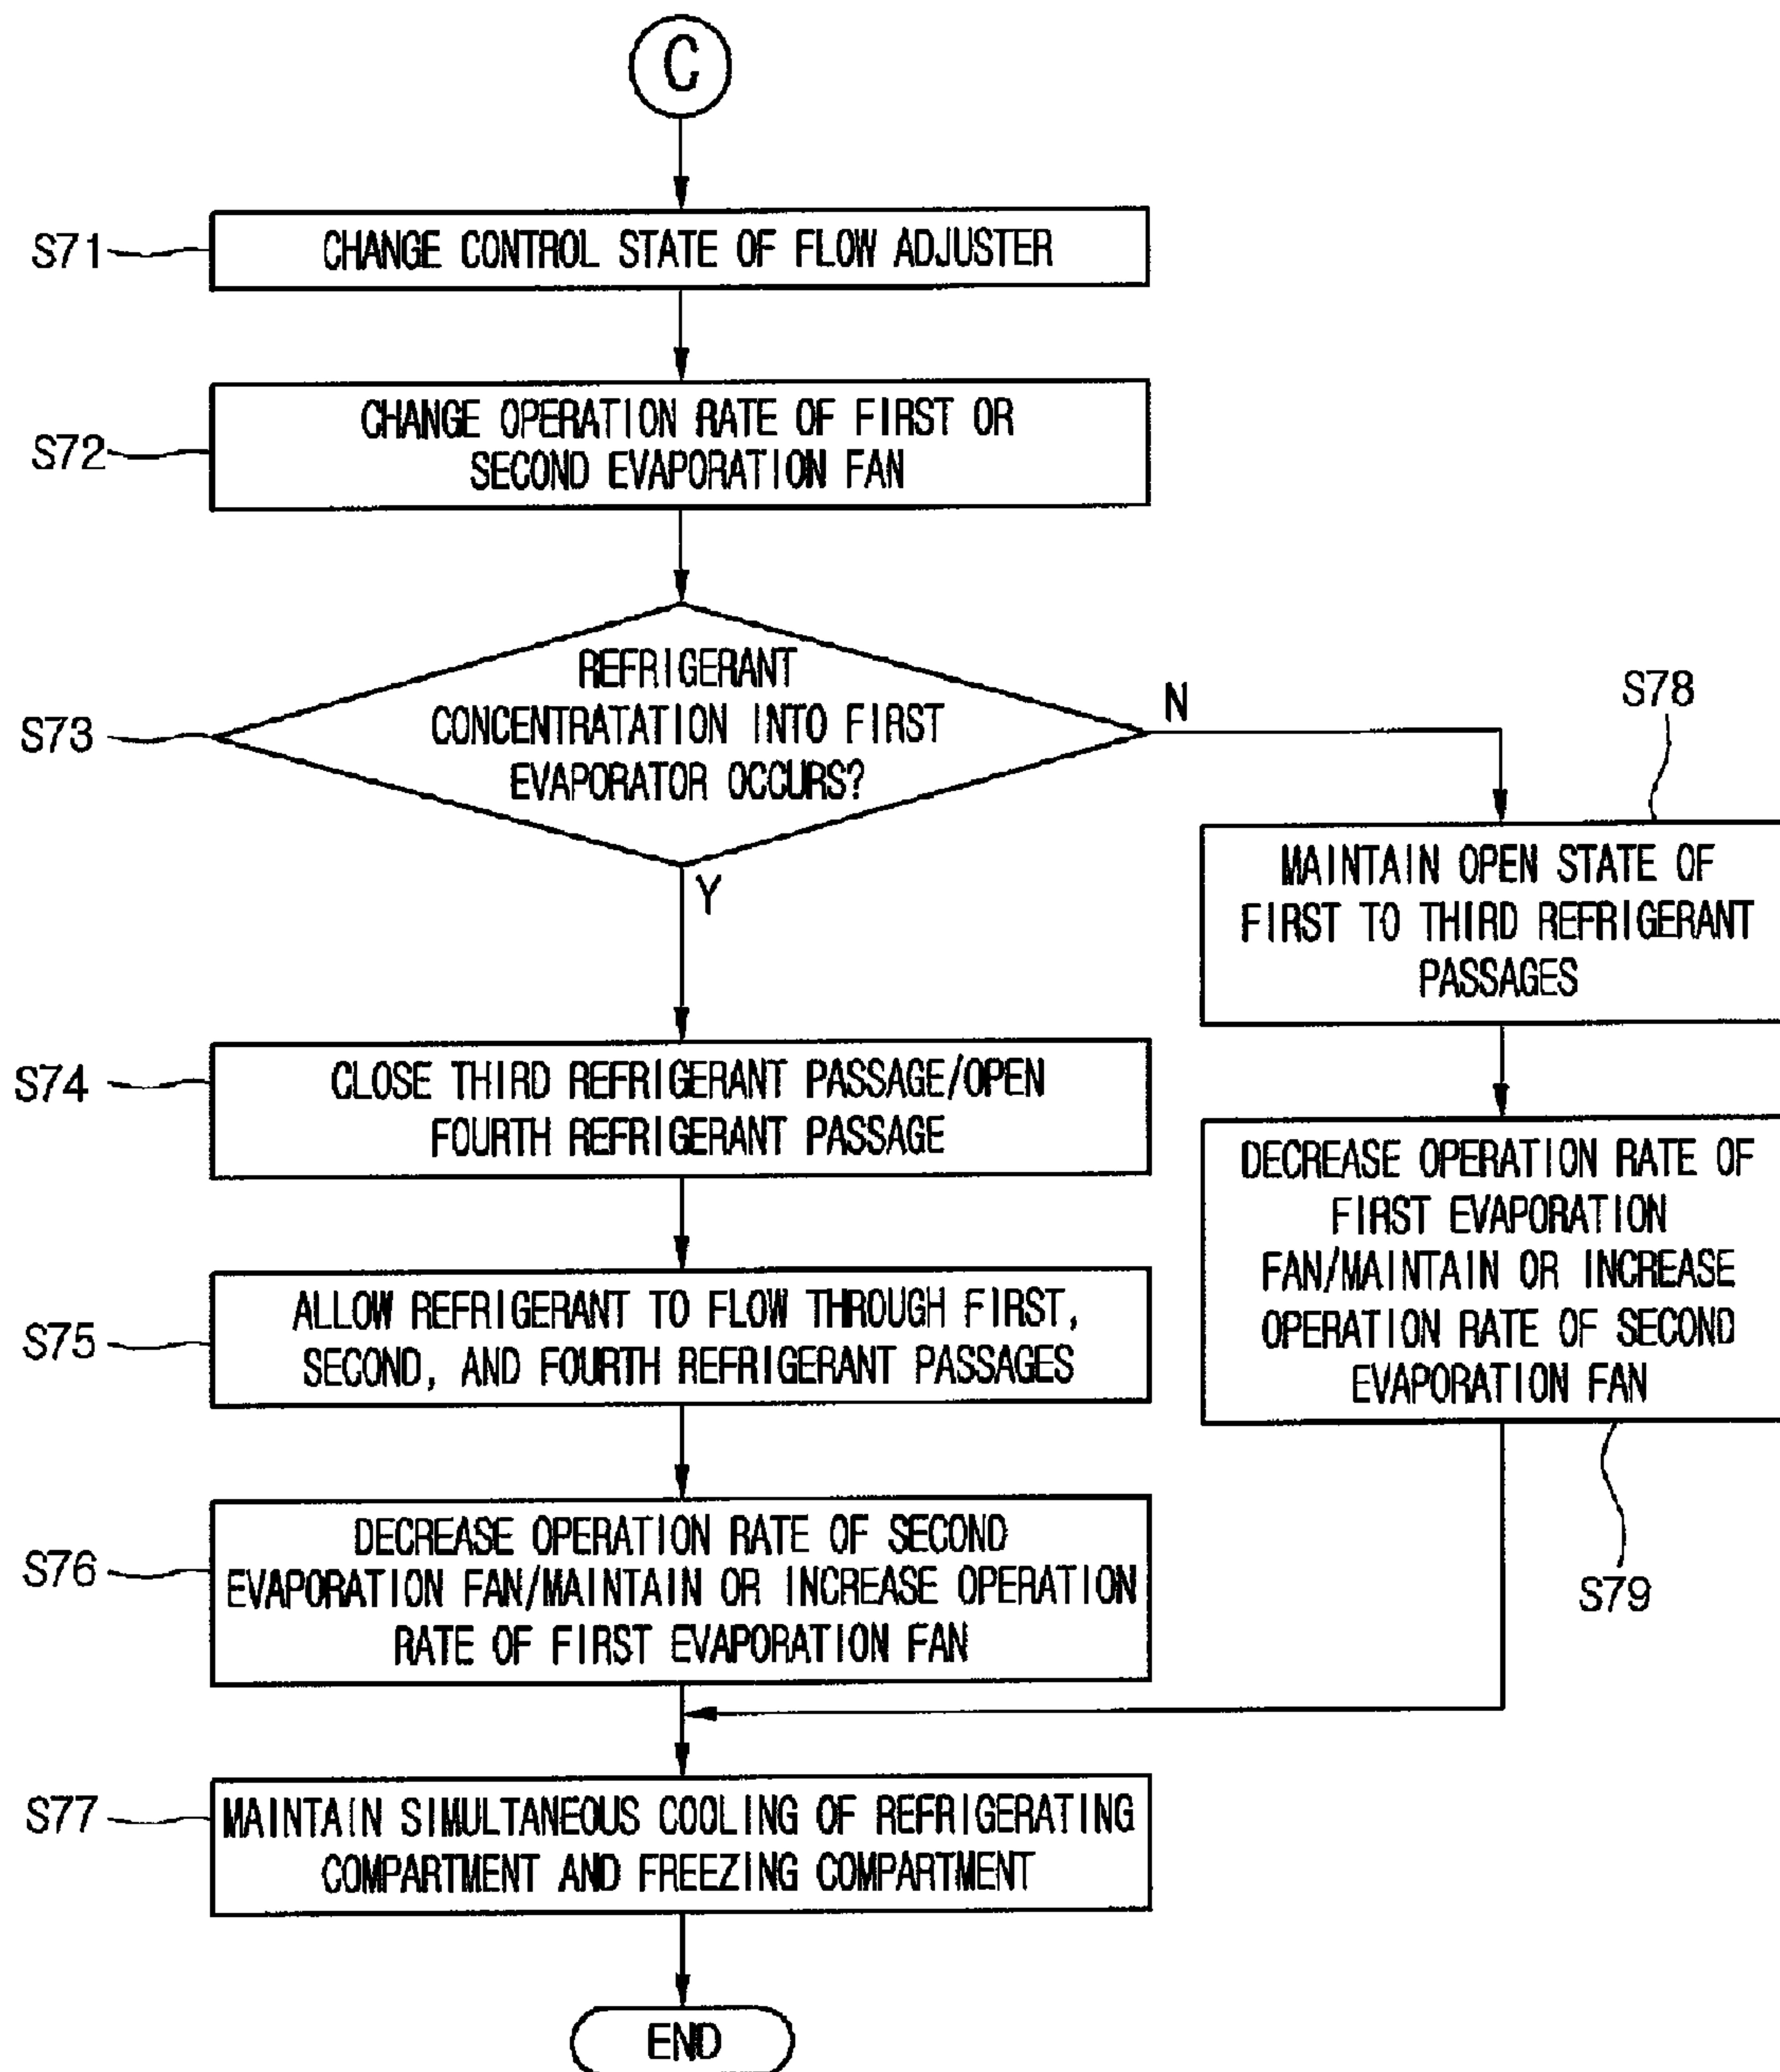 C
S71
CHANGE CONTROL STATE OF FLOW ADJUSTER
S72
CHANGE OPERATION RATE OF FIRST OR
SECOND EVAPORATION FAN
S73
REFRIGERANT
CONCENTRATATION INTO FIRST
EVAPORATOR OCCURS?
N
Y
S78
MAINTAIN OPEN STATE OF
FIRST TO THIRD REFRIGERANT
PASSAGES
S74
CLOSE THIRD REFRIGERANT PASSAGE/OPEN
FOURTH REFRIGERANT PASSAGE
DECREASE OPERATION RATE OF
FIRST EVAPORATION
FAN/MAINTAIN OR INCREASE
OPERATION RATE OF SECOND
EVAPORATION FAN
S79
S75
ALLOW REFRIGERANT TO FLOW THROUGH FIRST,
SECOND, AND FOURTH REFRIGERANT PASSAGES
S76
DECREASE OPERATION RATE OF SECOND
EVAPORATION FAN/MAINTAIN OR INCREASE OPERATION
RATE OF FIRST EVAPORATION FAN
S77
MAINTAIN SIMULTANEOUS COOLING OF REFRIGERATING
COMPARTMENT AND FREEZING COMPARTMENT
END